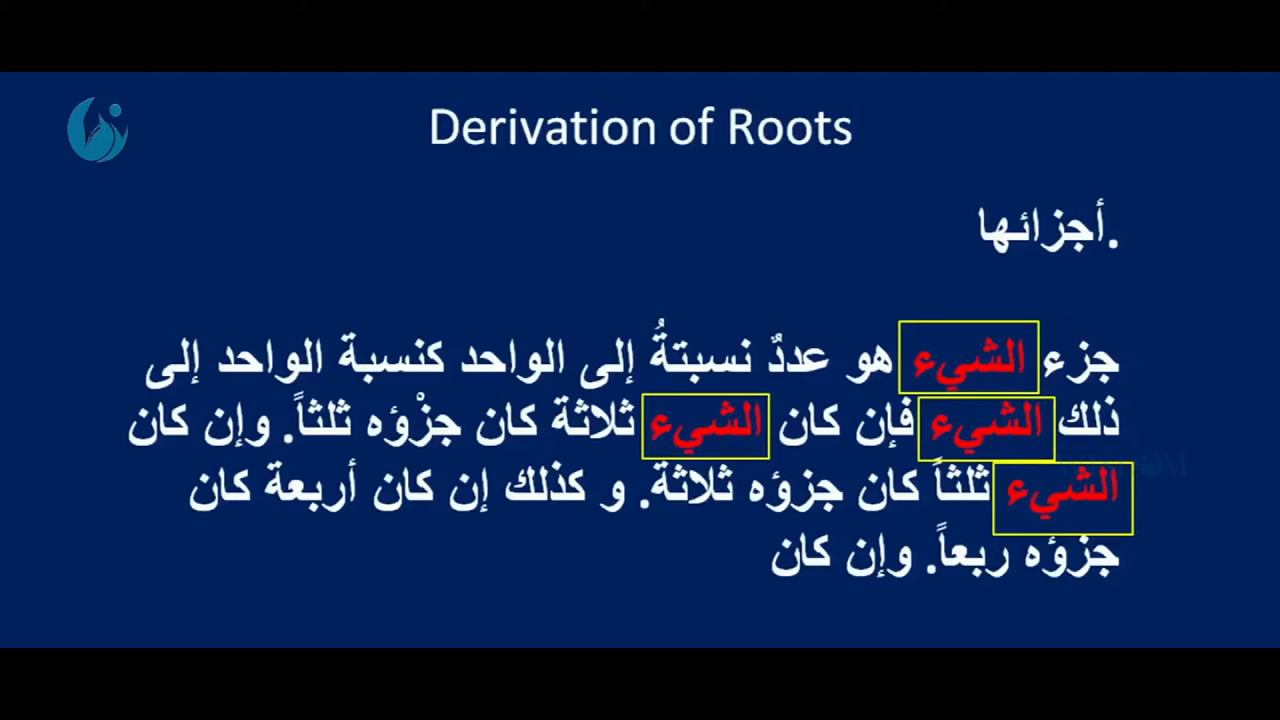 Derivation of Roots
أجزائها.
جزء الشيء هو عددٌ نسبتةُ إلى الواحد كنسبة الواحد إلى
ذلك الشيء فإن كان الشيء ثلاثة كان جزْؤه ثلثاً. وإن كان
الشيء ثلثاً كان جزؤه ثلاثة. و كذلك إن كان أربعة كان
جزؤه ربعاً. وإن كان